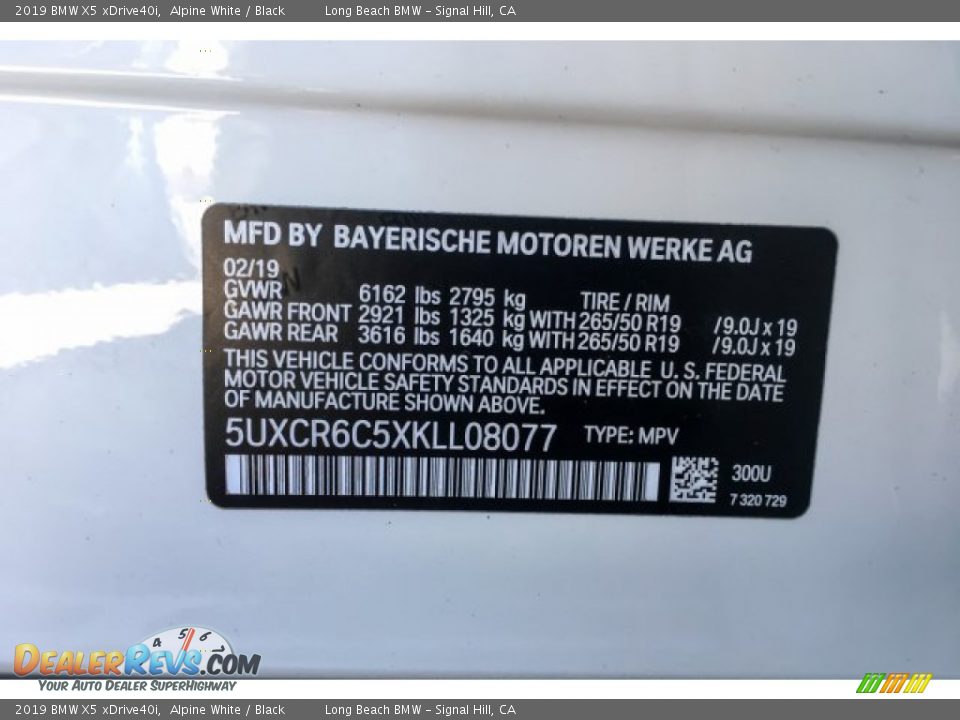 2019 BMW X5 xDrive40i, Alpine White / Black Long Beach BMW - Signal Hill, CA
MFD BY BAYERISCHE MOTOREN WERKE AG
02/19
GVWR 6162 lbs 2795 kg TIRE / RIM
GAWR FRONT 2921 lbs 1325 kg WITH 265/50 R19 /9.0J x 19
GAWR REAR 3616 lbs 1640 kg WITH 265/50 R19 /9.0J x 19
THIS VEHICLE CONFORMS TO ALL APPLICABLE U. S. FEDERAL
MOTOR VEHICLE SAFETY STANDARDS IN EFFECT ON THE DATE
OF MANUFACTURE SHOWN ABOVE.
5UXCR6C5XKLL08077 TYPE: MPV
300U
7 320 729
4 5 6
DEALERREVS.COM
YOUR AUTO DEALER SUPERHIGHWAY
2019 BMW X5 xDrive40i, Alpine White / Black Long Beach BMW - Signal Hill, CA